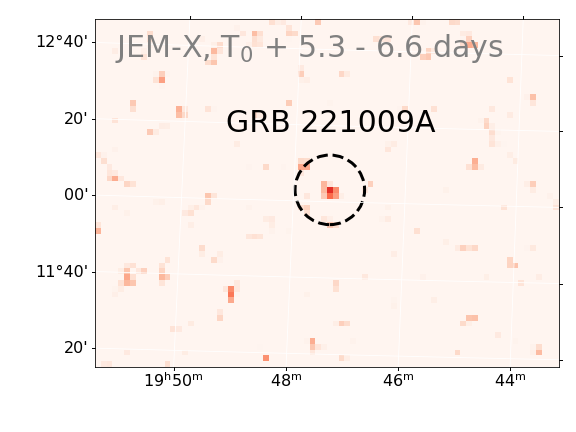 JEM-X, T₀ + 5.3 - 6.6 days
GRB 221009A
12°40'
20'
00'
11°40'
20'
19ʰ50ᵐ 48ᵐ 46ᵐ 44ᵐ